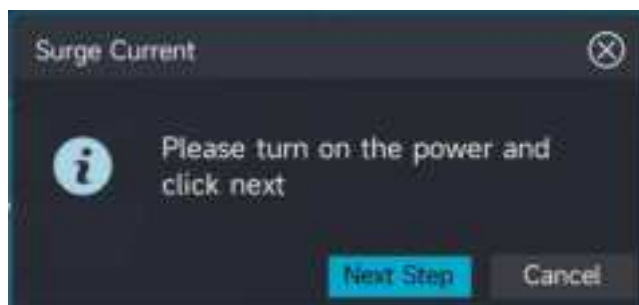 Surge Current
Please turn on the power and
click next
Next Step
Cancel